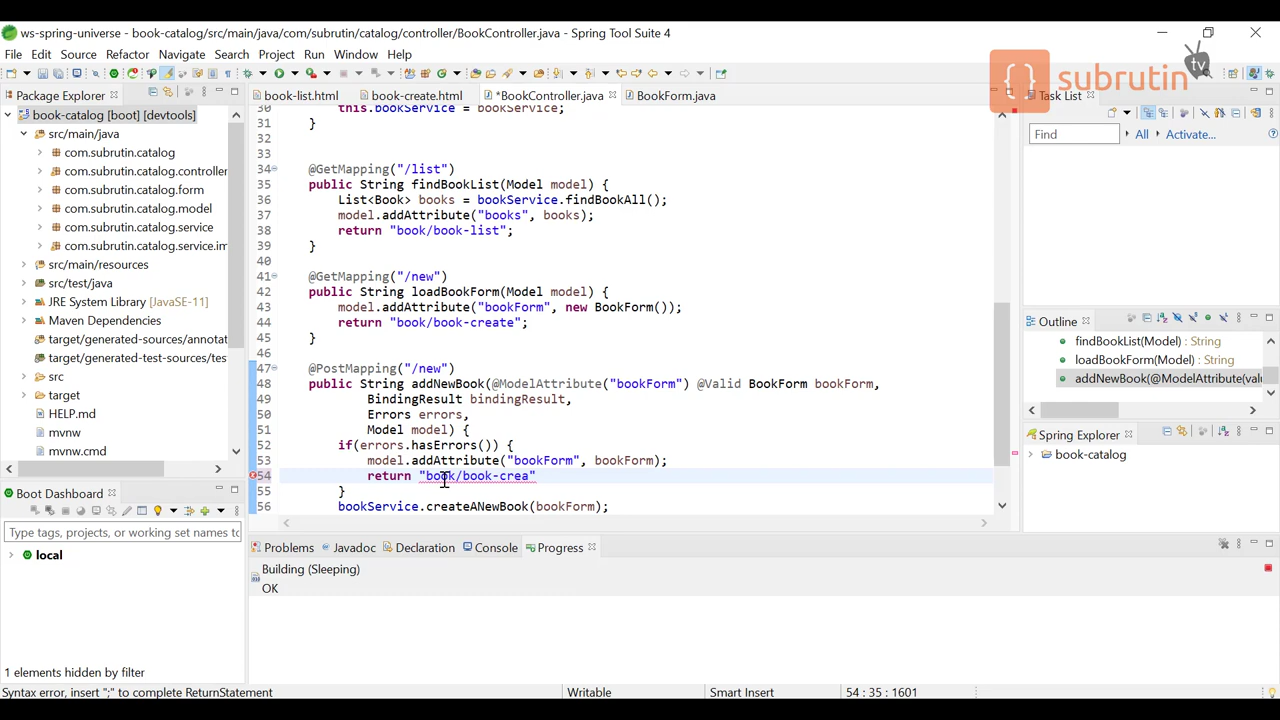 ws-spring-universe - book-catalog/src/main/java/com/subrutin/catalog/controller/BookController.java - Spring Tool Suite 4
File Edit Source Refactor Navigate Search Project Run Window Help
subrutin tv
Package Explorer
book-list.html book-create.html *BookController.java BookForm.java
Task List
book-catalog [boot] [devtools]
src/main/java
com.subrutin.catalog
com.subrutin.catalog.controller
com.subrutin.catalog.form
com.subrutin.catalog.model
com.subrutin.catalog.service
com.subrutin.catalog.service.im
src/main/resources
src/test/java
JRE System Library [JavaSE-11]
Maven Dependencies
target/generated-sources/annotat
target/generated-test-sources/tes
src
target
HELP.md
mvnw
mvnw.cmd
30 this.bookService = bookService;
31 }
32
33
34 @GetMapping("/list")
35 public String findBookList(Model model) {
36 List<Book> books = bookService.findBookAll();
37 model.addAttribute("books", books);
38 return "book/book-list";
39 }
40
41 @GetMapping("/new")
42 public String loadBookForm(Model model) {
43 model.addAttribute("bookForm", new BookForm());
44 return "book/book-create";
45 }
46
47 @PostMapping("/new")
48 public String addNewBook(@ModelAttribute("bookForm") @Valid BookForm bookForm,
49 BindingResult bindingResult,
50 Errors errors,
51 Model model) {
52 if(errors.hasErrors()) {
53 model.addAttribute("bookForm", bookForm);
54 return "book/book-crea"
55 }
56 bookService.createANewBook(bookForm);
Find All Activate...
Outline
findBookList(Model) : String
loadBookForm(Model) : String
addNewBook(@ModelAttribute(valu
Spring Explorer
book-catalog
Boot Dashboard
Type tags, projects, or working set names to
local
1 elements hidden by filter
Problems Javadoc Declaration Console Progress
Building (Sleeping)
OK
Syntax error, insert ";" to complete ReturnStatement Writable Smart Insert 54 : 35 : 1601